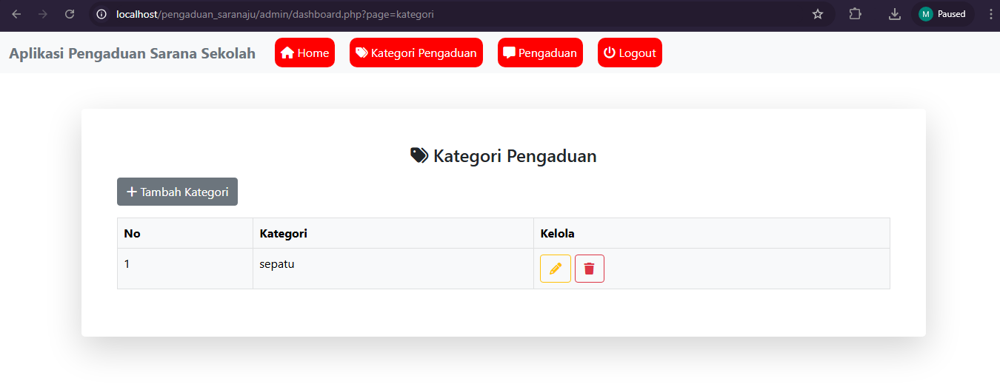 localhost/pengaduan_saranaju/admin/dashboard.php?page=kategori
M Paused
Aplikasi Pengaduan Sarana Sekolah Home Kategori Pengaduan Pengaduan Logout
Kategori Pengaduan
Tambah Kategori
No Kategori Kelola
1 sepatu